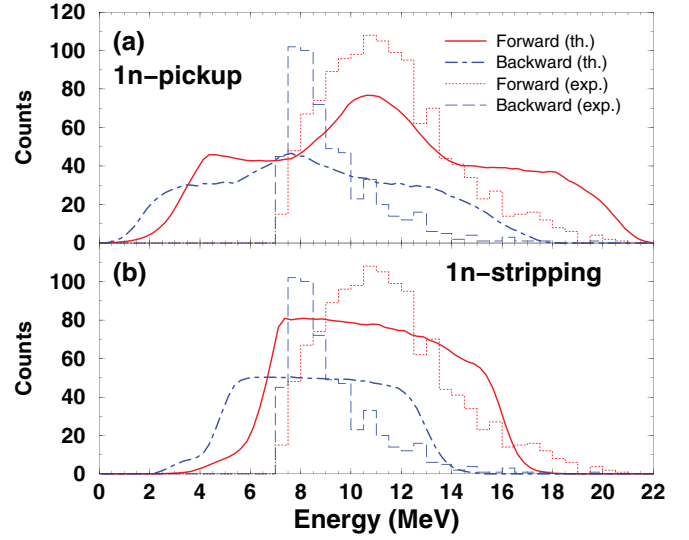 120
(a)
1n-pickup
Forward (th.)
Backward (th.)
Forward (exp.)
Backward (exp.)
100
80
60
40
20
0
Counts
(b)
1n-stripping
100
80
60
40
20
0
Counts
0 2 4 6 8 10 12 14 16 18 20 22
Energy (MeV)